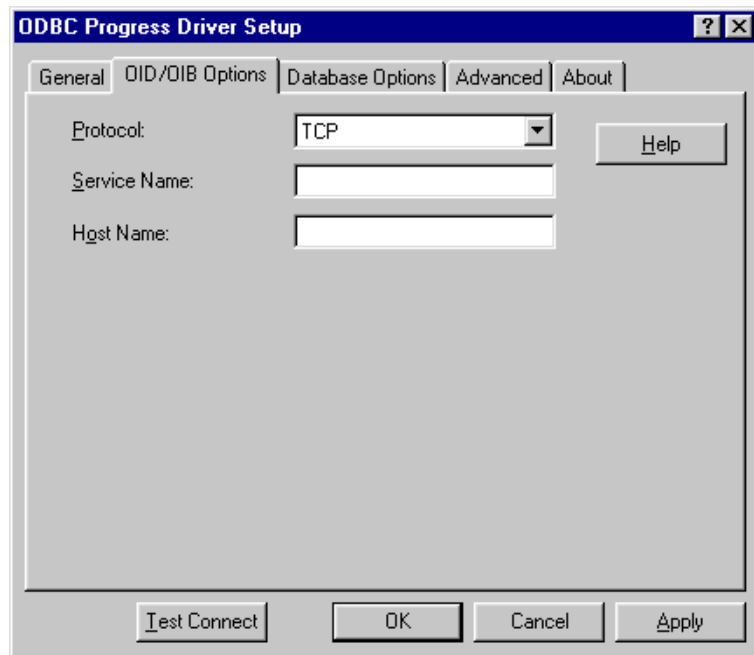 ODBC Progress Driver Setup
General OID/OIB Options Database Options Advanced About
Protocol: TCP Help
Service Name:
Host Name:
Test Connect OK Cancel Apply